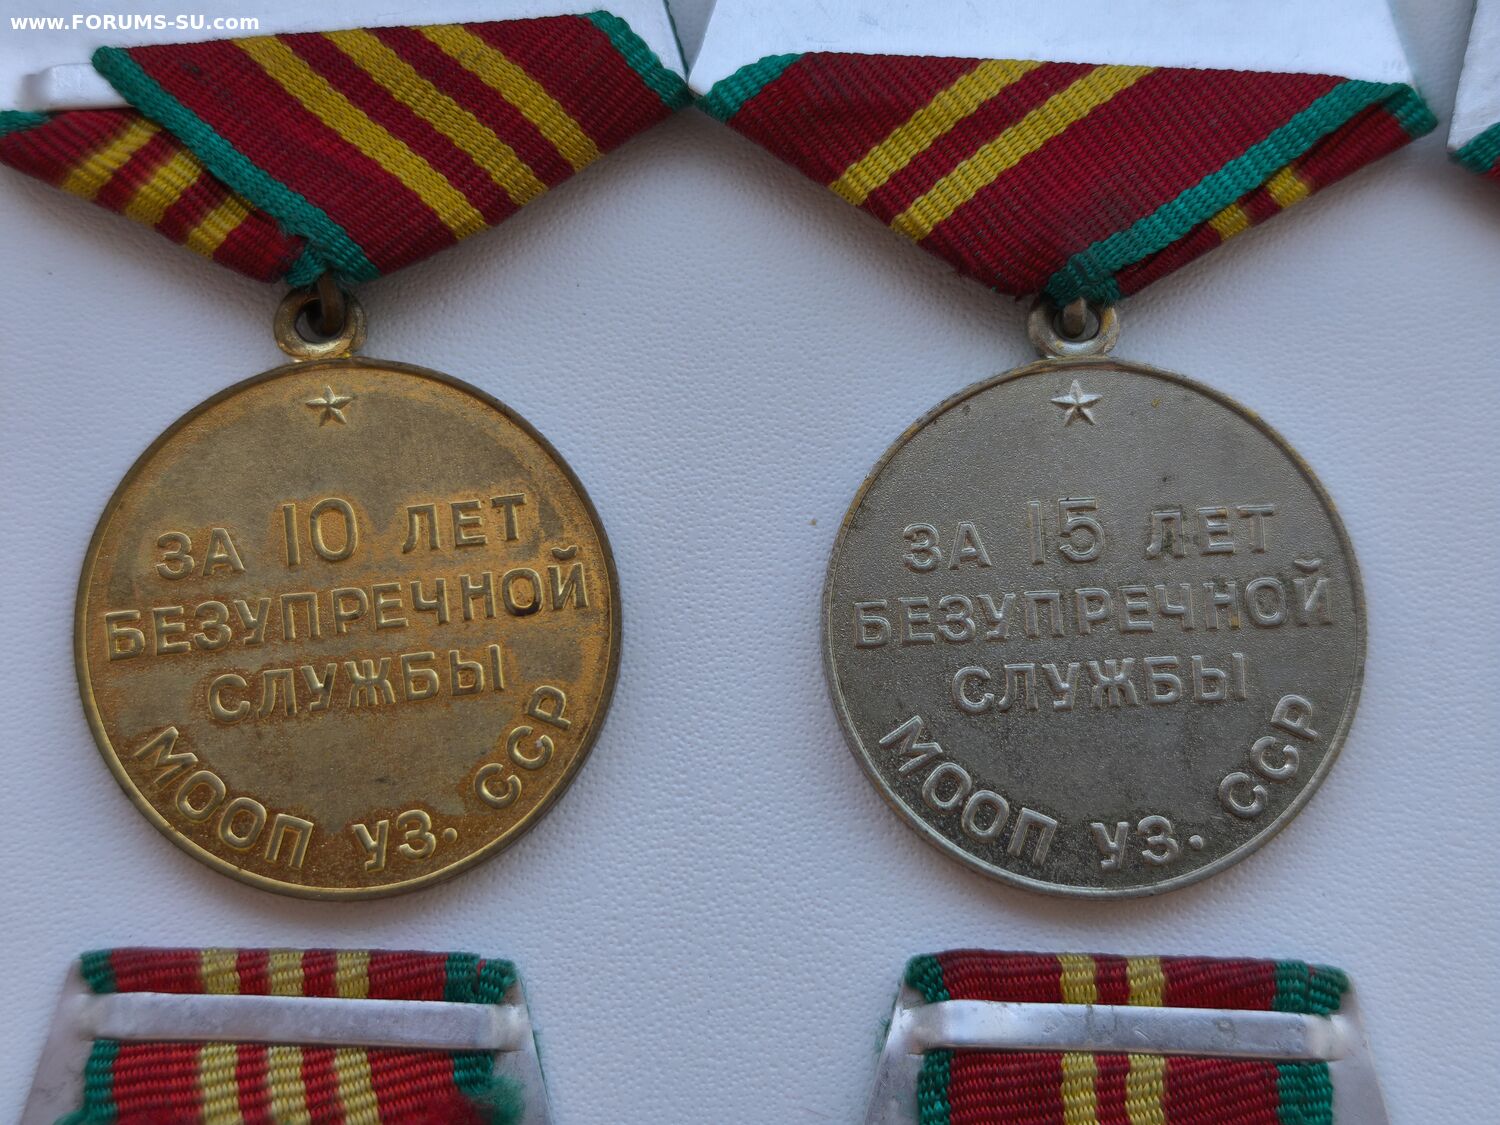 www.FORUMS-SU.com
ЗА 10 ЛЕТ
БЕЗУПРЕЧНОЙ
СЛУЖБЫ
МООП УЗ. ССР
ЗА 15 ЛЕТ
БЕЗУПРЕЧНОЙ
СЛУЖБЫ
МООП УЗ. ССР